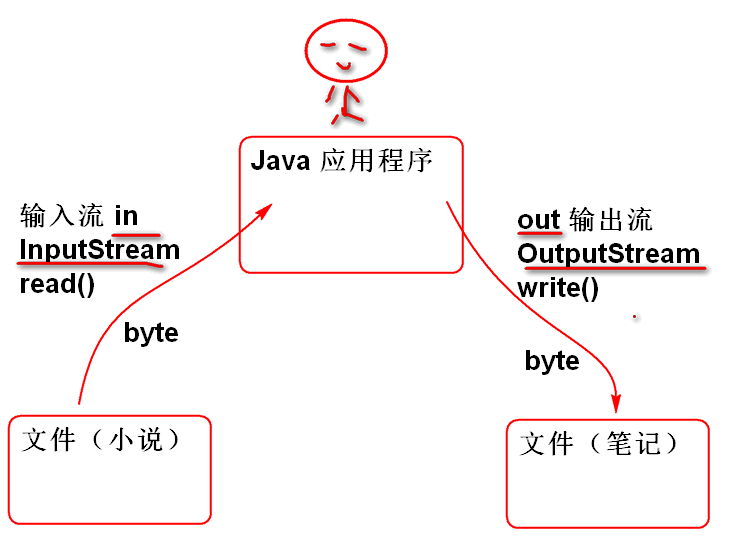 Java 应用程序
输入流 in
InputStream
read()
byte
out 输出流
OutputStream
write()
byte
文件（小说）
文件（笔记）